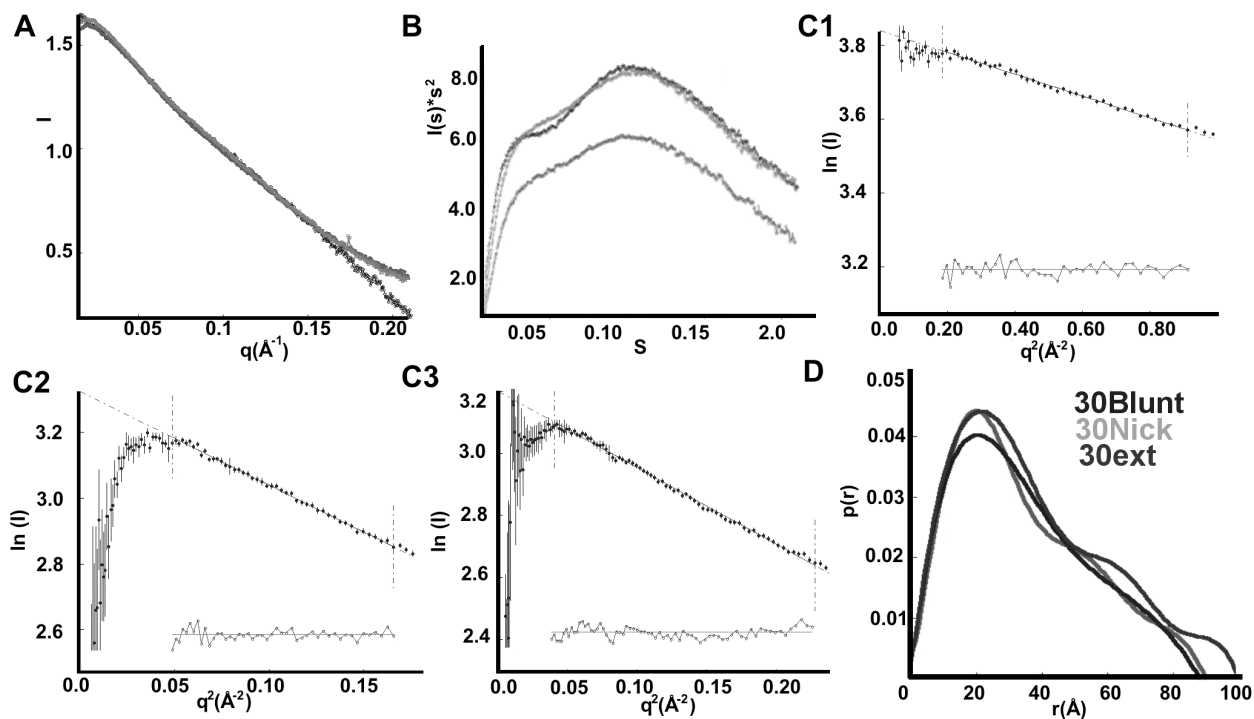 A
I
1.5
1.0
0.5
0.05
0.1
0.15
0.20
q(Å-1)
B
I(s)*s2
8.0
6.0
4.0
2.0
0.05
0.10
0.15
2.0
S
C1
ln (I)
3.8
3.6
3.4
3.2
0.0
0.20
0.40
0.60
0.80
q2(Å-2)
C2
ln (I)
3.2
3.0
2.8
2.6
0.0
0.05
0.10
0.15
q2(Å-2)
C3
ln (I)
3.2
3.0
2.8
2.6
2.4
0.0
0.05
0.10
0.15
0.20
q2(Å-2)
D
p(r)
0.05
0.04
0.03
0.02
0.01
0
20
40
60
80
100
r(Å)
30Blunt
30Nick
30ext